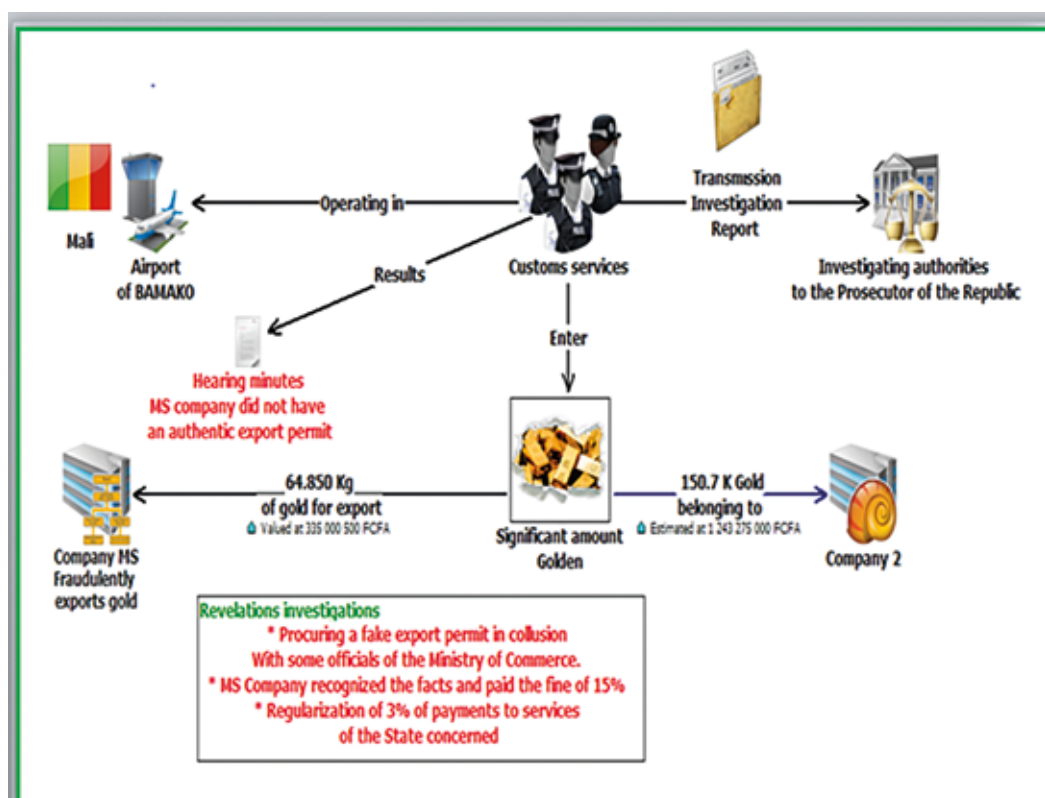 Mali
Airport
of BAMAKO
Operating in
Customs services
Transmission
Investigation
Report
Investigating authorities
to the Prosecutor of the Republic
Results
Hearing minutes
MS company did not have
an authentic export permit
Enter
64.850 Kg
of gold for export
Valued at 335 000 500 FCFA
Company MS
Fraudulently
exports gold
Significant amount
Golden
150.7 K Gold
belonging to
Estimated at 1 243 275 000 FCFA
Company 2
Revelations investigations
* Procuring a fake export permit in collusion
With some officials of the Ministry of Commerce.
* MS Company recognized the facts and paid the fine of 15%
* Regularization of 3% of payments to services
of the State concerned